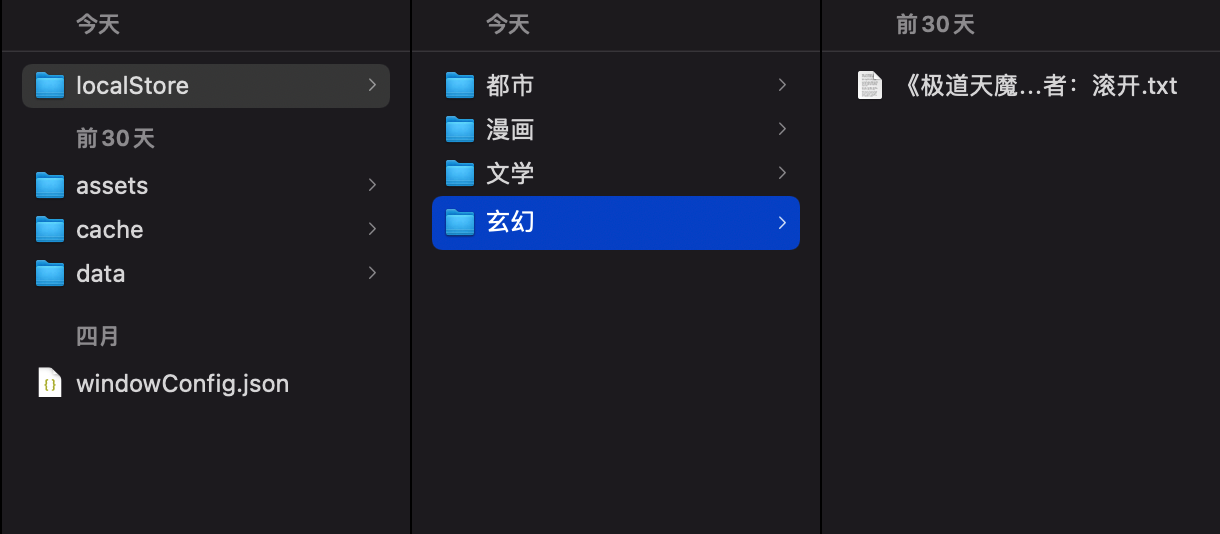 今天
localStore
前30天
assets
cache
data
四月
windowConfig.json
今天
都市
漫画
文学
玄幻
前30天
《极道天魔...者：滚开.txt